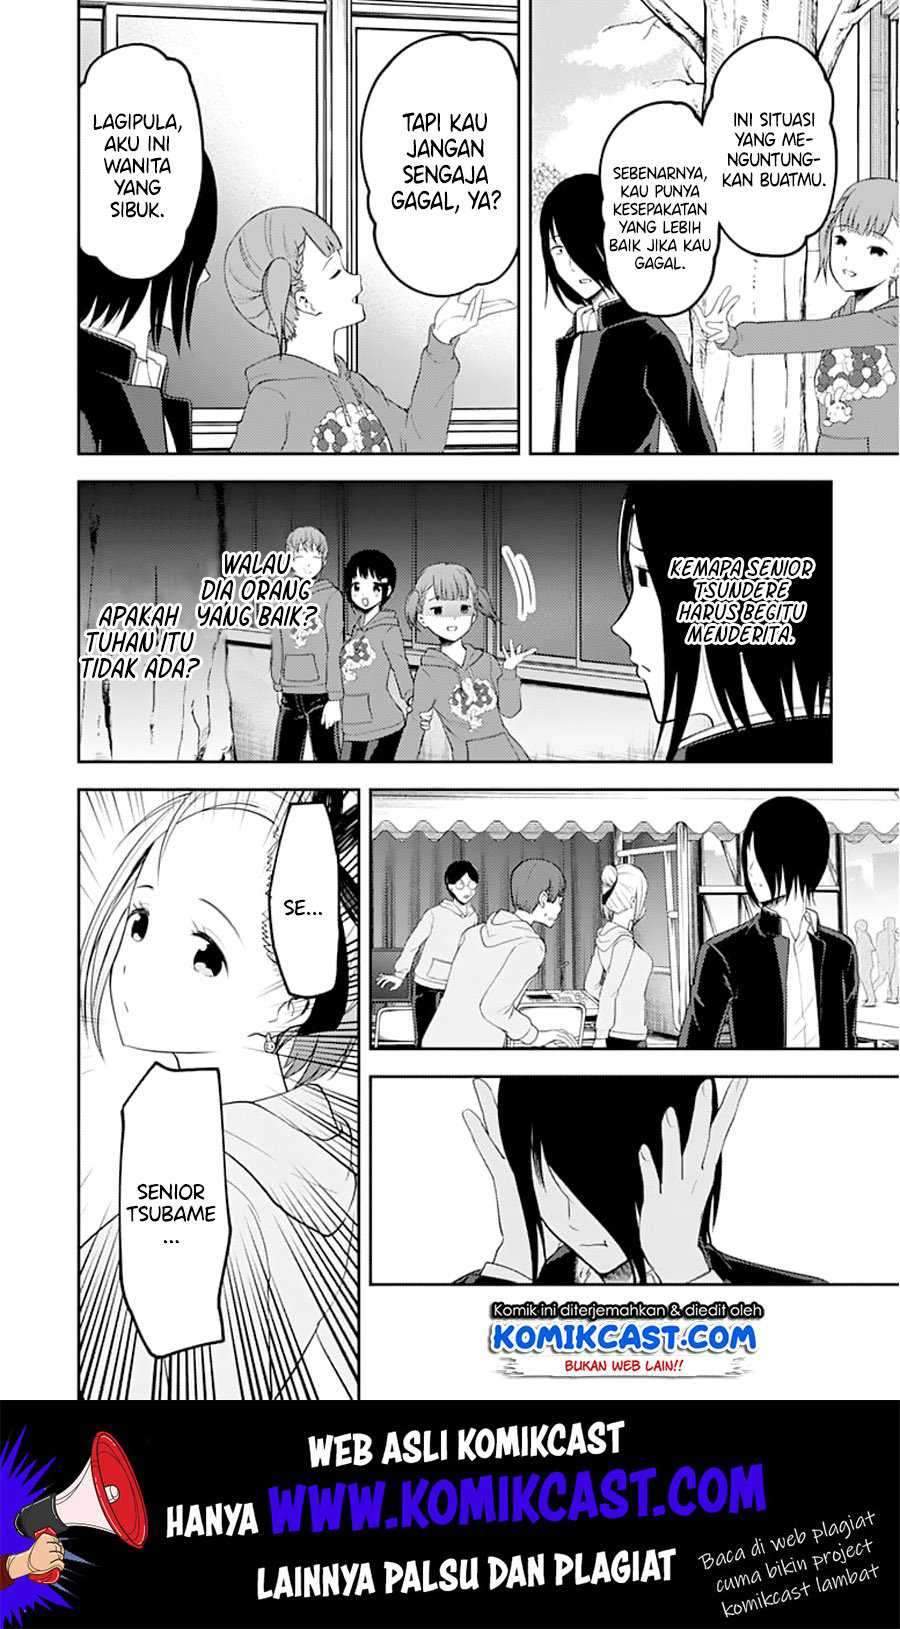 INI SITUASI
YANG ME-
NGUNTUNG-
KAN BUATMU.
SEBENARNYA,
KAU PUNYA
KESEPAKATAN
YANG LEBIH
BAIK JIKA KAU
GAGAL.
TAPI KAU
JANGAN
SENGAJA
GAGAL, YA?
LAGIPULA,
AKU INI
WANITA
YANG
SIBUK.
KEMAPA SENIOR
TSUNDERE
HARUS BEGITU
MENDERITA.
WALAU
DIA ORANG
YANG BAIK?
APAKAH
TUHAN ITU
TIDAK ADA?
SE...
SENIOR
TSUBAME
...
Komik ini diterjemahkan & diedit oleh
KOMIKCAST.COM
BUKAN WEB LAIN!!
WEB ASLI KOMIKCAST
HANYA WWW.KOMIKCAST.COM
LAINNYA PALSU DAN PLAGIAT
Baca di web plagiat
cuma bikin project
komikcast lambat